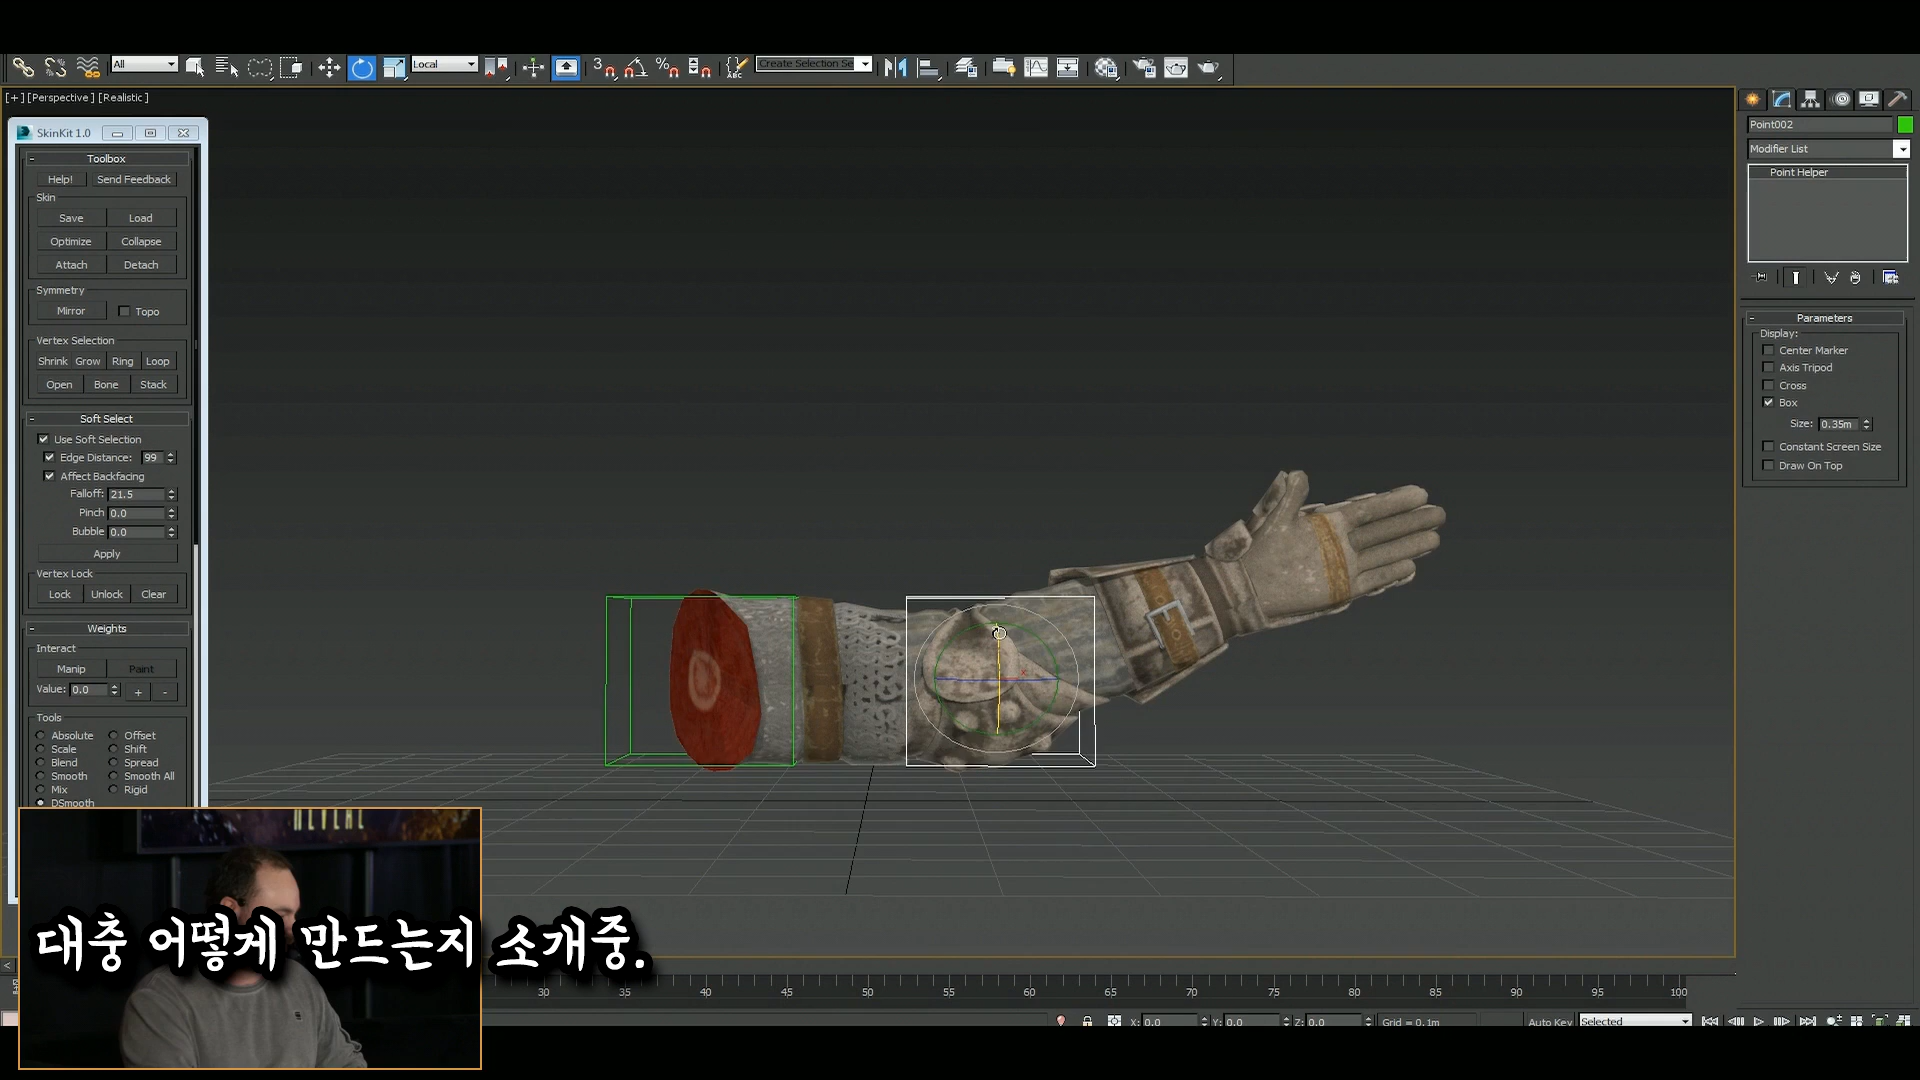 All
Local
3
%
ABC
Create Selection Se
[+] [Perspective] [Realistic]
SkinKit 1.0
Toolbox
Help! Send Feedback
Skin
Save Load
Optimize Collapse
Attach Detach
Symmetry
Mirror Topo
Vertex Selection
Shrink Grow Ring Loop
Open Bone Stack
Soft Select
Use Soft Selection
Edge Distance: 99
Affect Backfacing
Falloff: 21.5
Pinch 0.0
Bubble 0.0
Apply
Vertex Lock
Lock Unlock Clear
Weights
Interact
Manip Paint
Value: 0.0 + -
Tools
Absolute Offset
Scale Shift
Blend Spread
Smooth Smooth All
Mix Rigid
DSmooth
Point002
Modifier List
Point Helper
Parameters
Display:
Center Marker
Axis Tripod
Cross
Box
Size: 0.35m
Constant Screen Size
Draw On Top
REVEAL
대충 어떻게 만드는지 소개중.
30 35 40 45 50 55 60 65 70 75 80 85 90 95 100
X: 0.0 Y: 0.0 Z: 0.0 Grid = 0.1m Auto Key Selected